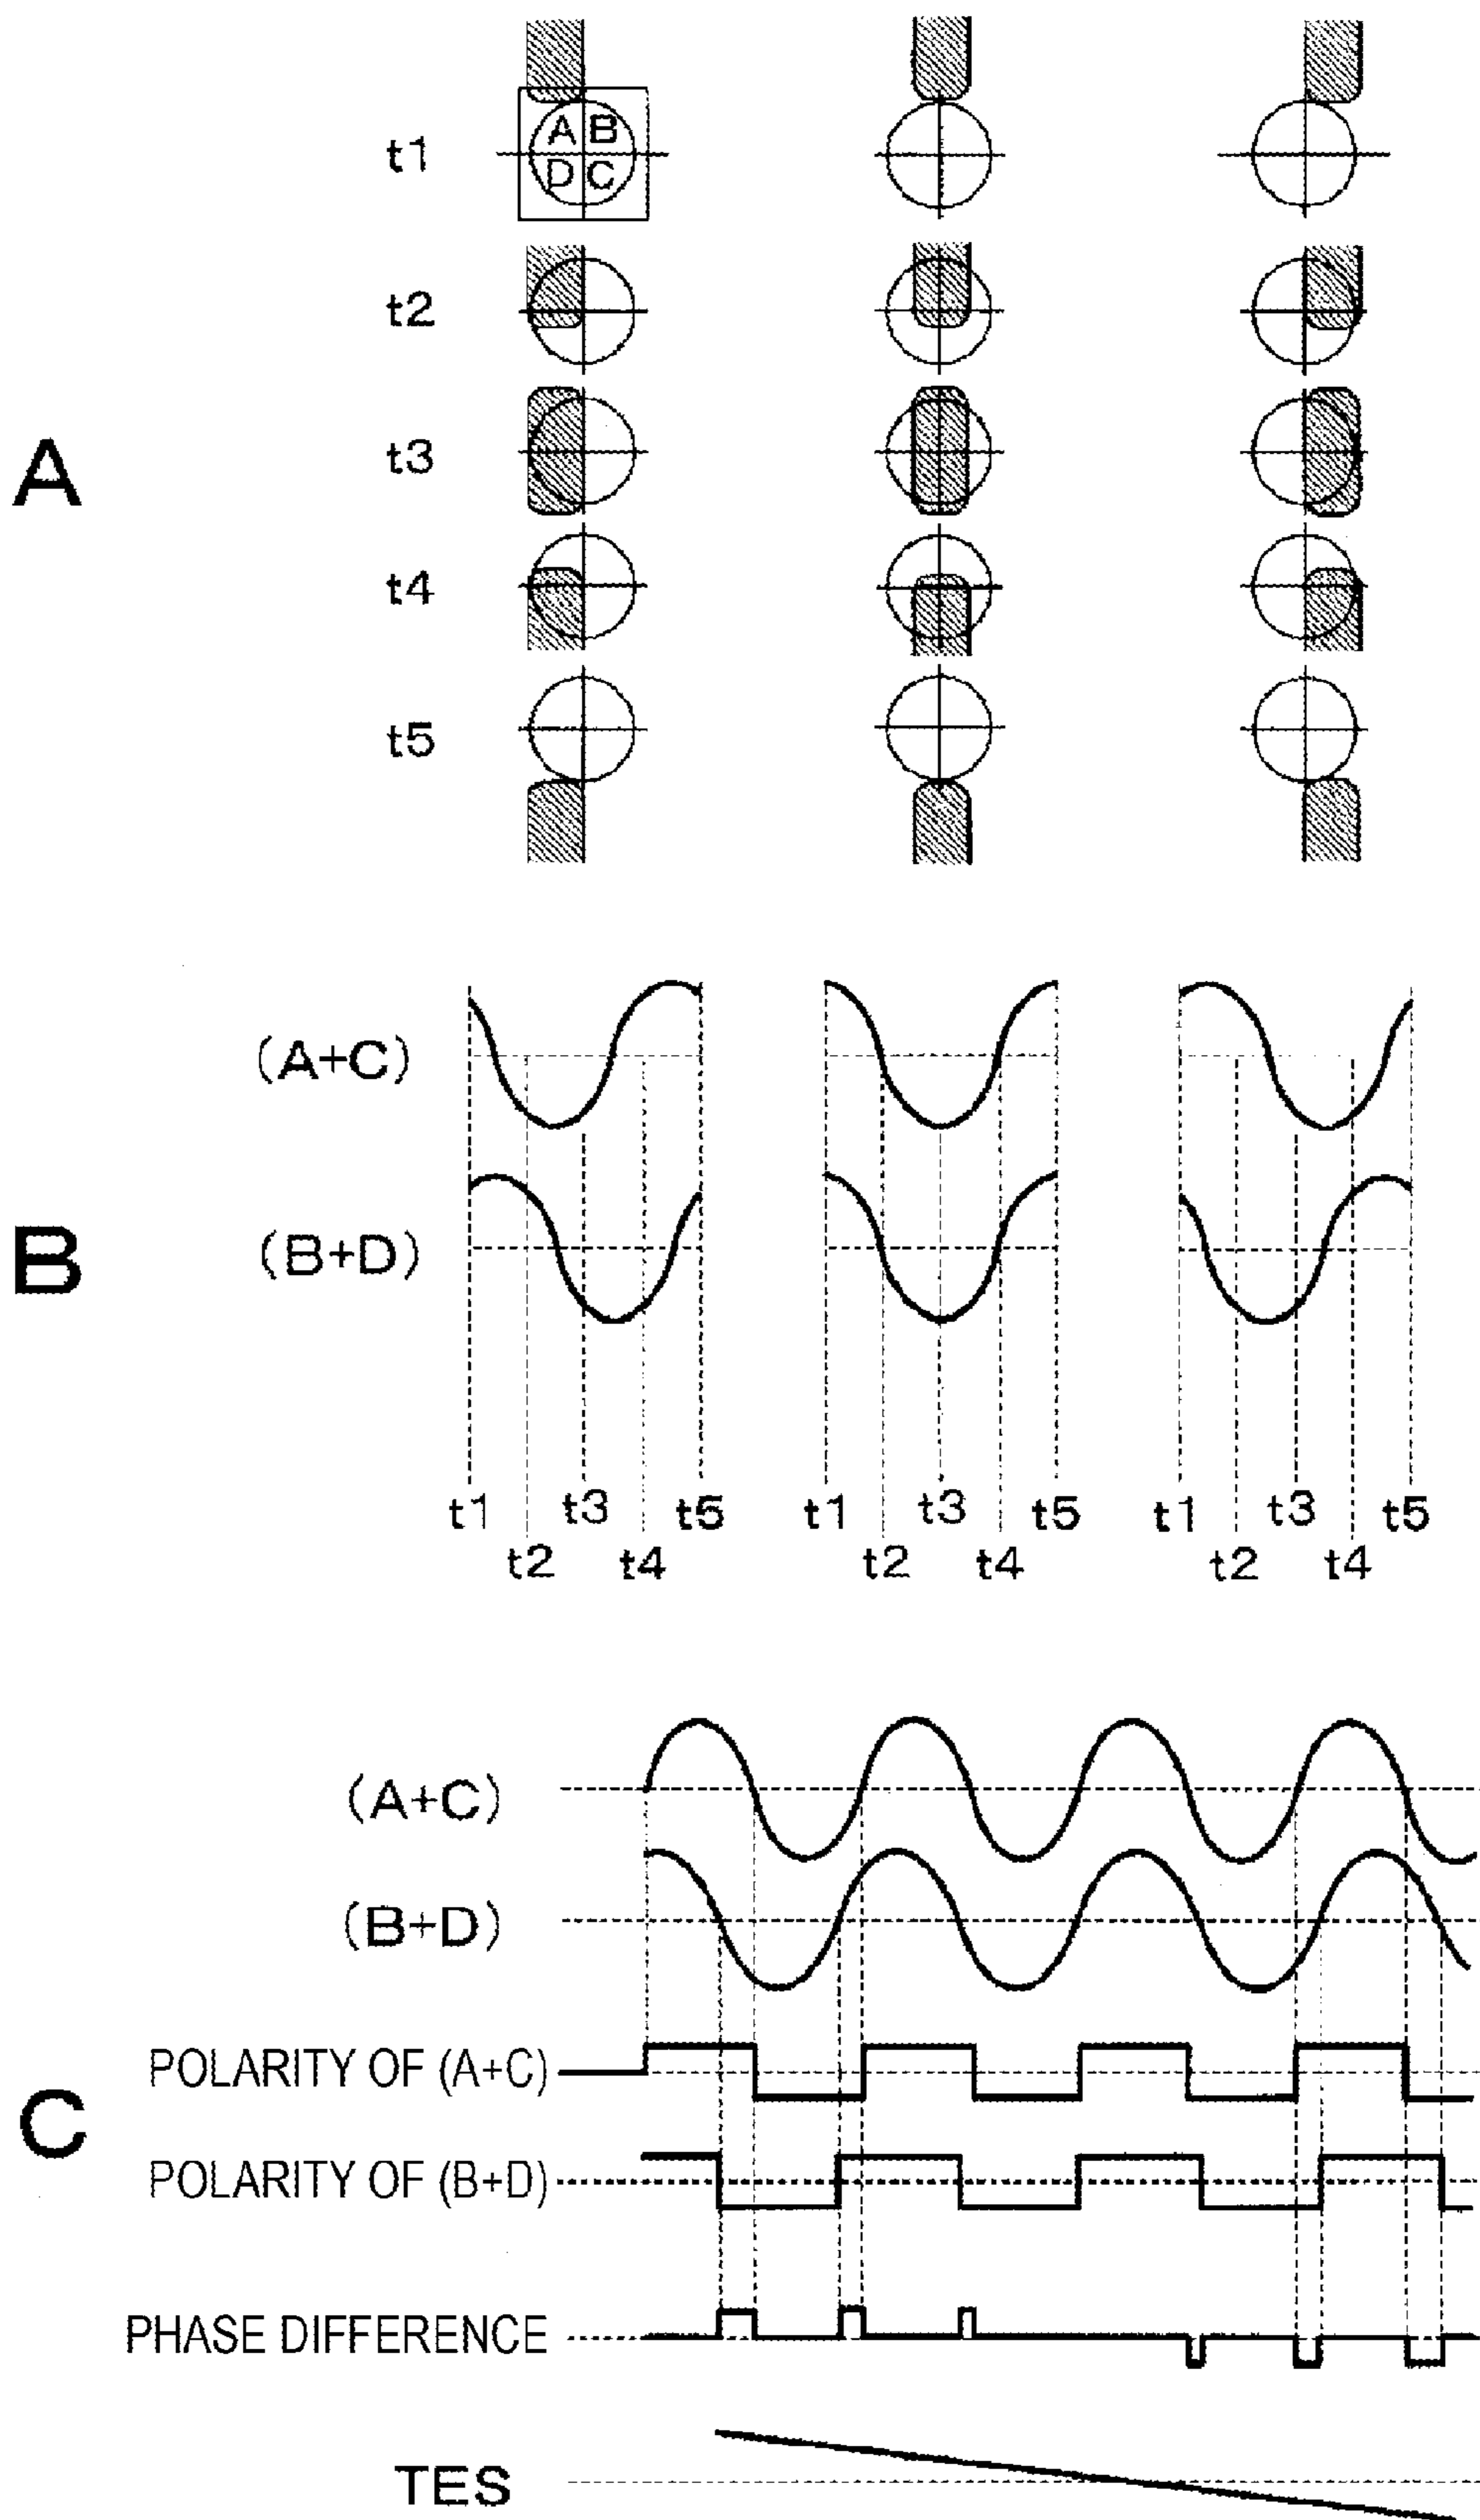 A
t1
A B
D C
t2
t3
t4
t5
B
(A+C)
(B+D)
t1 t3 t5 t1 t3 t5 t1 t3 t5
t2 t4 t2 t4 t2 t4
C
(A+C)
(B+D)
POLARITY OF (A+C)
POLARITY OF (B+D)
PHASE DIFFERENCE
TES